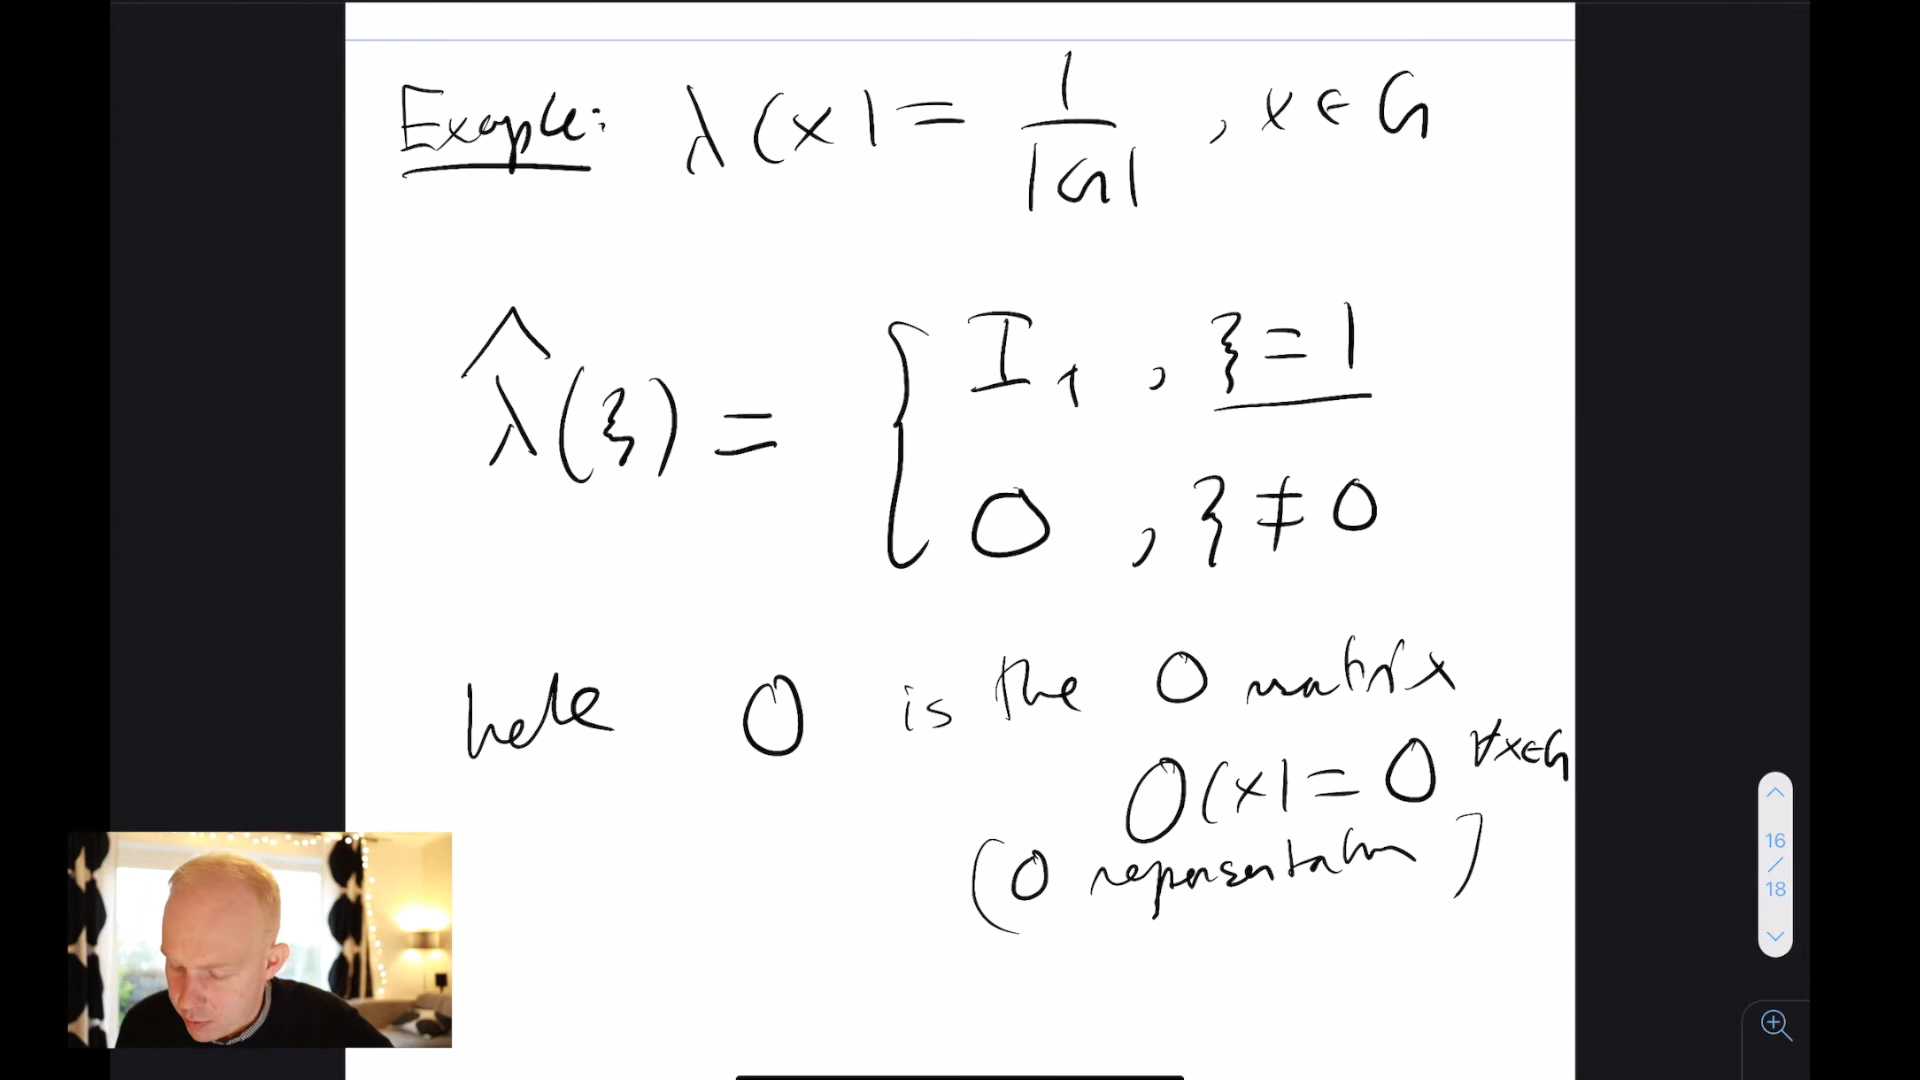 Example: λ(x) = 1/|G| , x ∈ G
λ̂(ξ) = { I₁ , ξ = 1
0 , ξ ≠ 0
here 0 is the 0 matrix
0(x) = 0 ∀x∈G
(0 representation)
16
/
18